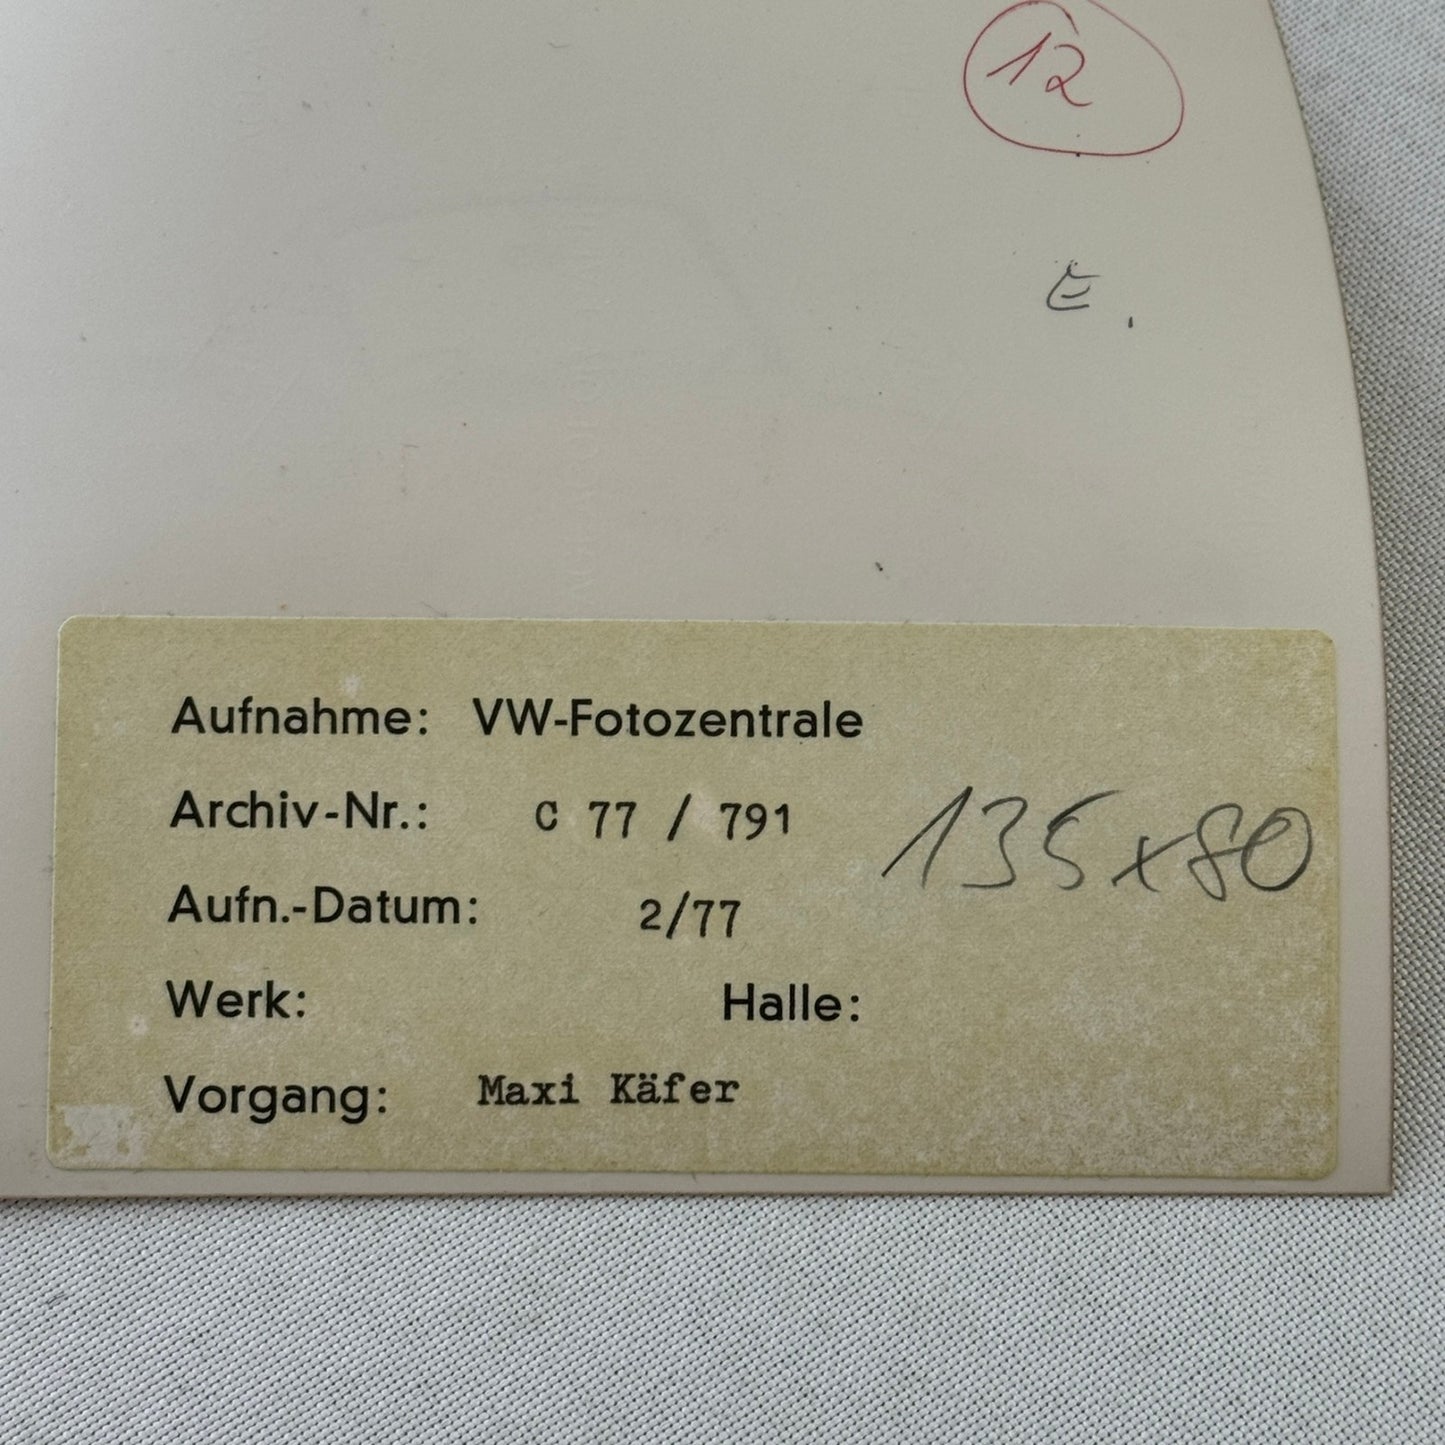 12
E.
Aufnahme: VW-Fotozentrale
Archiv-Nr.: C 77 / 791 135x80
Aufn.-Datum: 2/77
Werk: Halle:
Vorgang: Maxi Käfer